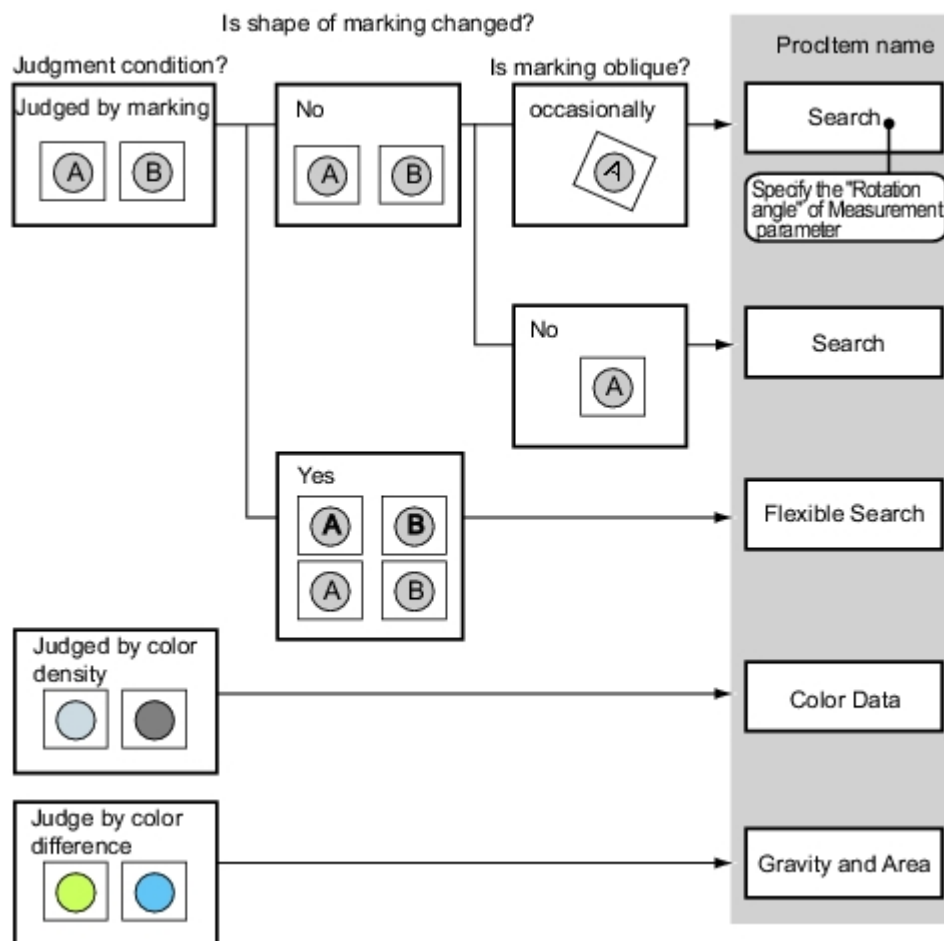 Is shape of marking changed?
ProcItem name
Judgment condition?
Is marking oblique?
Judged by marking
A B
No
A B
occasionally
A
Search
Specify the "Rotation
angle" of Measurement
parameter
No
A
Search
Yes
A B
A B
Flexible Search
Judged by color
density
Color Data
Judge by color
difference
Gravity and Area